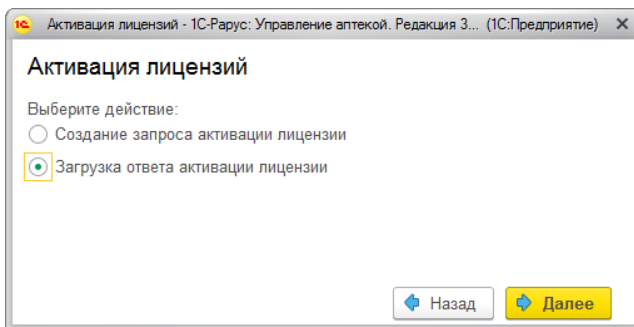 1С Активация лицензий - 1С-Рарус: Управление аптекой. Редакция 3... (1С:Предприятие) ×
Активация лицензий
Выберите действие:
Создание запроса активации лицензии
Загрузка ответа активации лицензии
Назад Далее